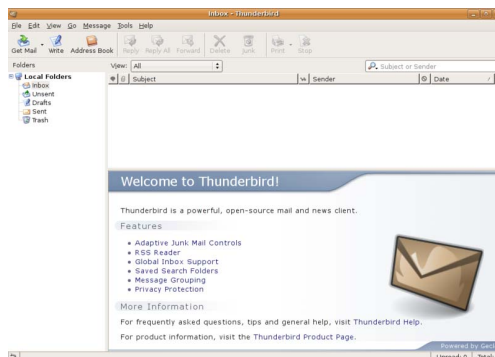 Inbox - Thunderbird
File Edit View Go Message Tools Help
Get Mail Write Address Book Reply Reply All Forward Delete Junk Print Stop
Folders View: All Subject or Sender
Local Folders
Subject Sender Date
Inbox
Unsent
Drafts
Sent
Trash
Welcome to Thunderbird!
Thunderbird is a powerful, open-source mail and news client.
Features
Adaptive Junk Mail Controls
RSS Reader
Global Inbox Support
Saved Search Folders
Message Grouping
Privacy Protection
More Information
For frequently asked questions, tips and general help, visit Thunderbird Help.
For product information, visit the Thunderbird Product Page.
Powered by
Unread: 0